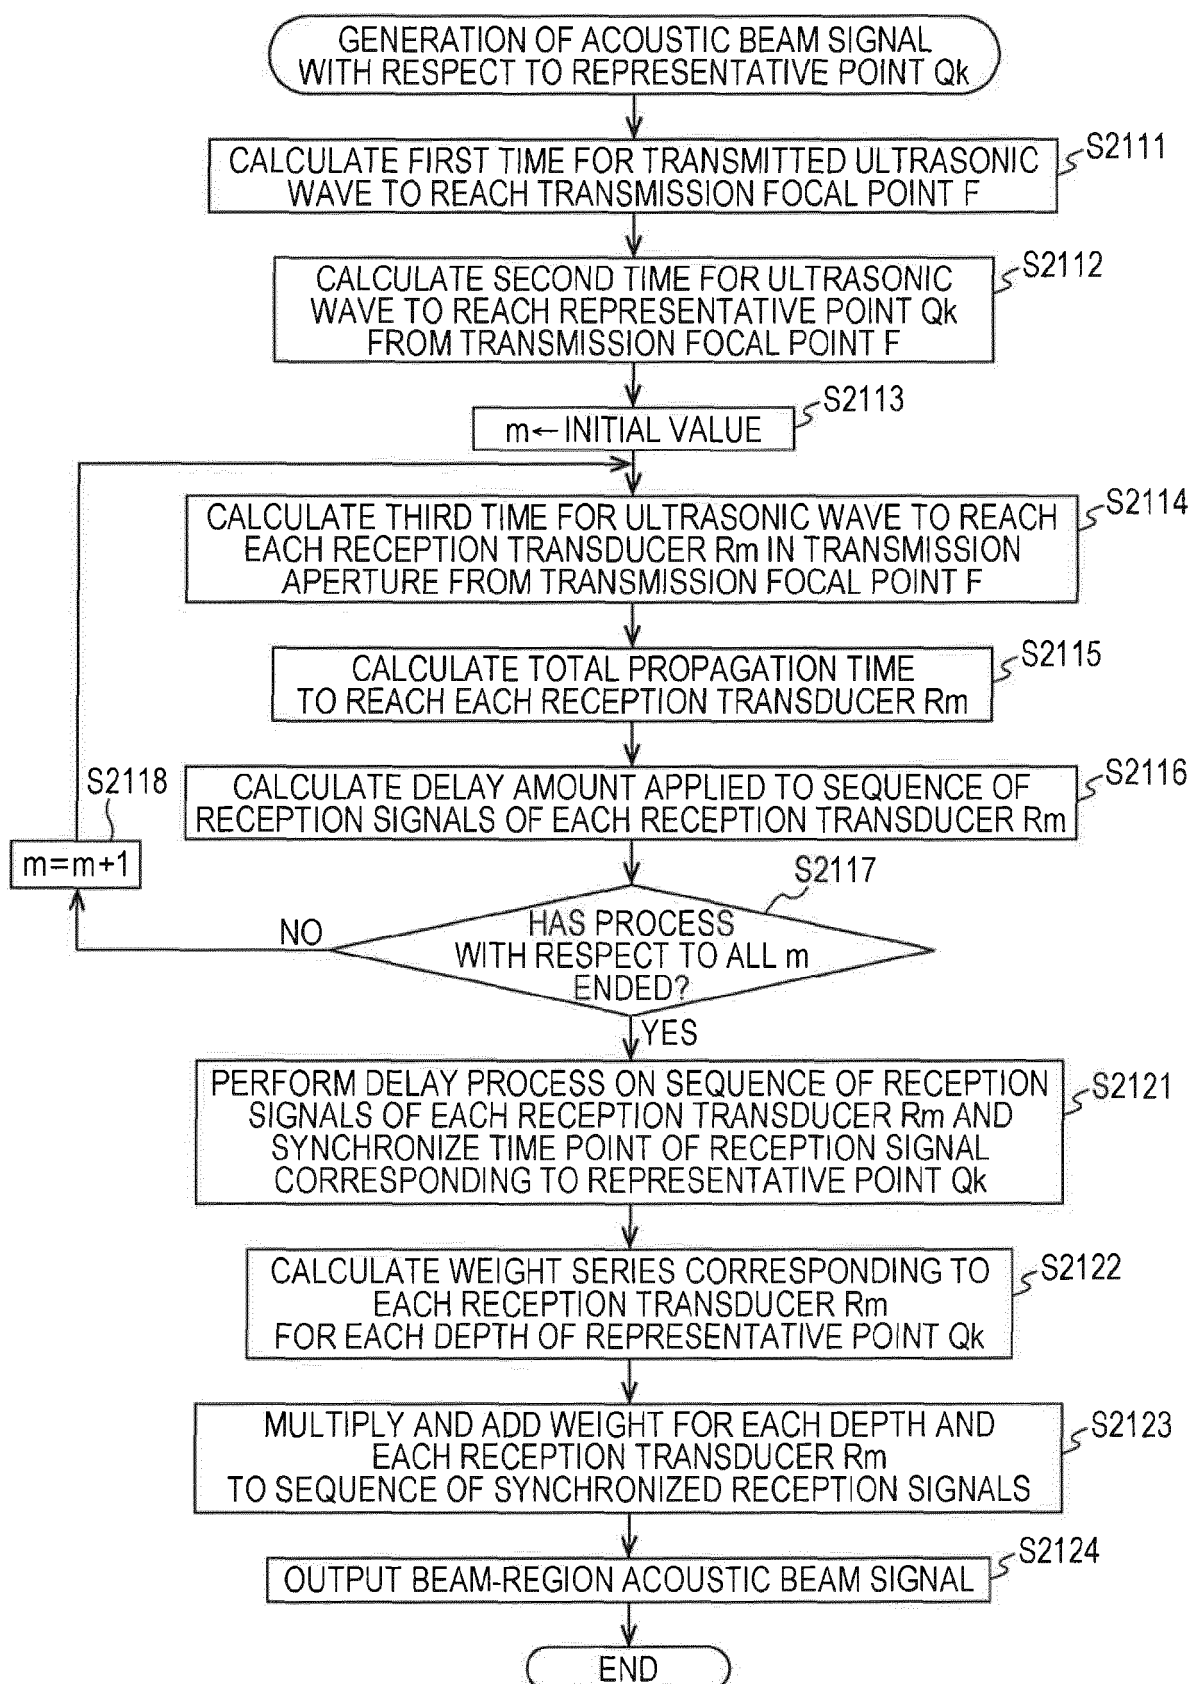 GENERATION OF ACOUSTIC BEAM SIGNAL
WITH RESPECT TO REPRESENTATIVE POINT Qk
S2111
CALCULATE FIRST TIME FOR TRANSMITTED ULTRASONIC
WAVE TO REACH TRANSMISSION FOCAL POINT F
S2112
CALCULATE SECOND TIME FOR ULTRASONIC
WAVE TO REACH REPRESENTATIVE POINT Qk
FROM TRANSMISSION FOCAL POINT F
S2113
m←INITIAL VALUE
S2114
CALCULATE THIRD TIME FOR ULTRASONIC WAVE TO REACH
EACH RECEPTION TRANSDUCER Rm IN TRANSMISSION
APERTURE FROM TRANSMISSION FOCAL POINT F
S2115
CALCULATE TOTAL PROPAGATION TIME
TO REACH EACH RECEPTION TRANSDUCER Rm
S2116
CALCULATE DELAY AMOUNT APPLIED TO SEQUENCE OF
RECEPTION SIGNALS OF EACH RECEPTION TRANSDUCER Rm
S2118
m=m+1
S2117
HAS PROCESS
WITH RESPECT TO ALL m
ENDED?
NO
YES
S2121
PERFORM DELAY PROCESS ON SEQUENCE OF RECEPTION
SIGNALS OF EACH RECEPTION TRANSDUCER Rm AND
SYNCHRONIZE TIME POINT OF RECEPTION SIGNAL
CORRESPONDING TO REPRESENTATIVE POINT Qk
S2122
CALCULATE WEIGHT SERIES CORRESPONDING TO
EACH RECEPTION TRANSDUCER Rm
FOR EACH DEPTH OF REPRESENTATIVE POINT Qk
S2123
MULTIPLY AND ADD WEIGHT FOR EACH DEPTH AND
EACH RECEPTION TRANSDUCER Rm
TO SEQUENCE OF SYNCHRONIZED RECEPTION SIGNALS
S2124
OUTPUT BEAM-REGION ACOUSTIC BEAM SIGNAL
END